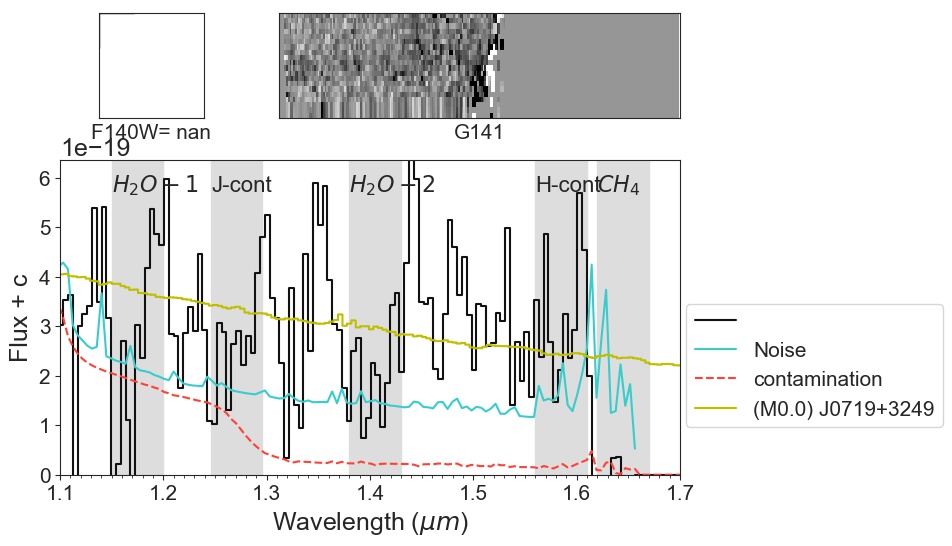 F140W= nan
G141
1e−19
H₂O − 1
J-cont
H₂O − 2
H-cont
CH₄
6
5
4
3
2
1
0
Flux + c
1.1
1.2
1.3
1.4
1.5
1.6
1.7
Wavelength (μm)
Noise
contamination
(M0.0) J0719+3249